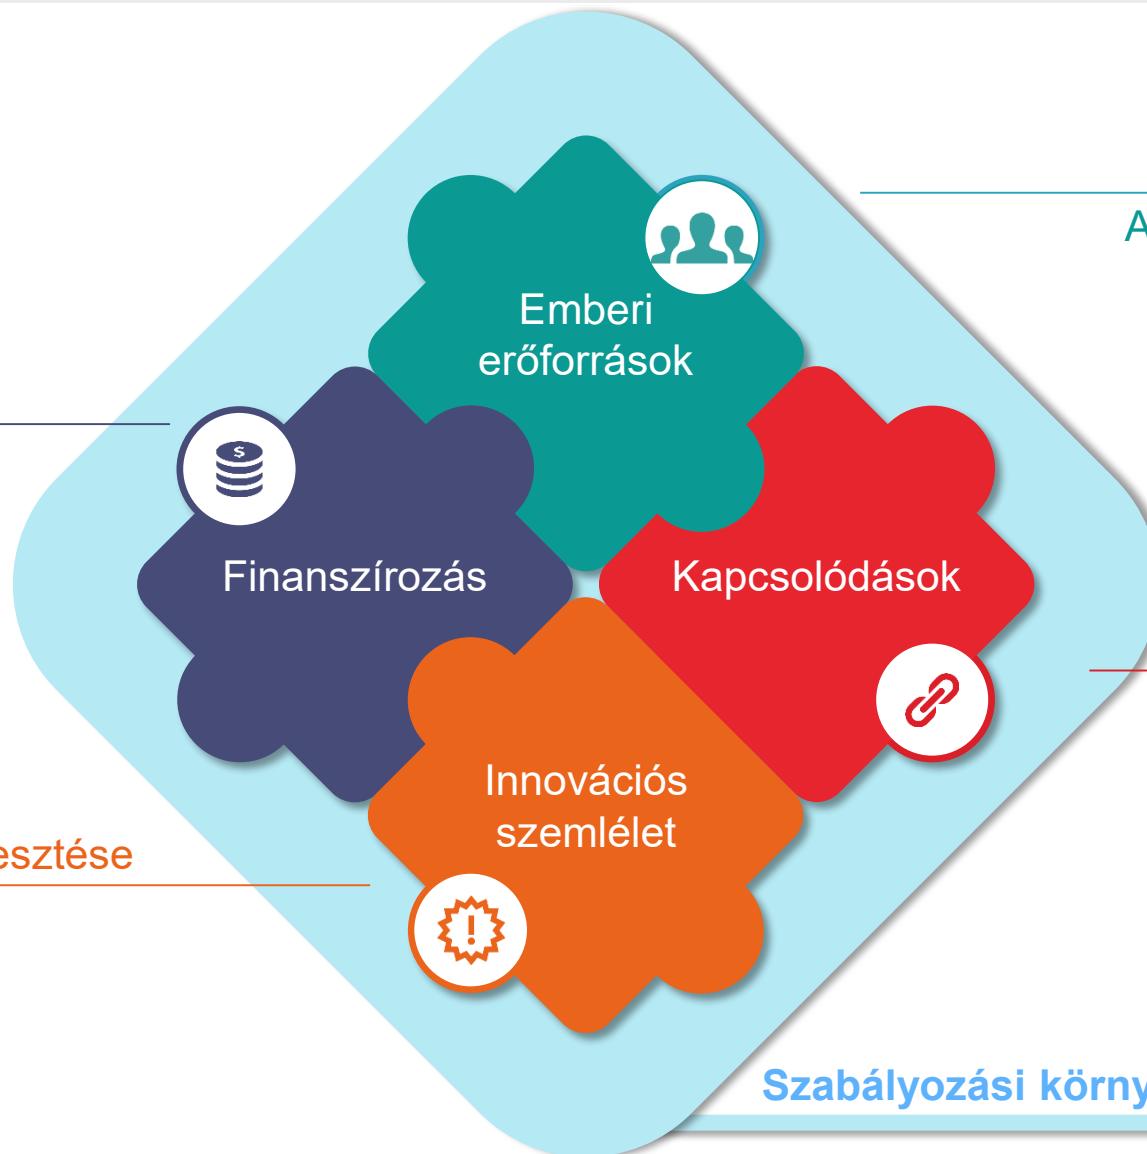 A
Emberi
erőforrások
$
Finanszírozás
Kapcsolódások
Innovációs
szemlélet
esztése
!
Szabályozási körny